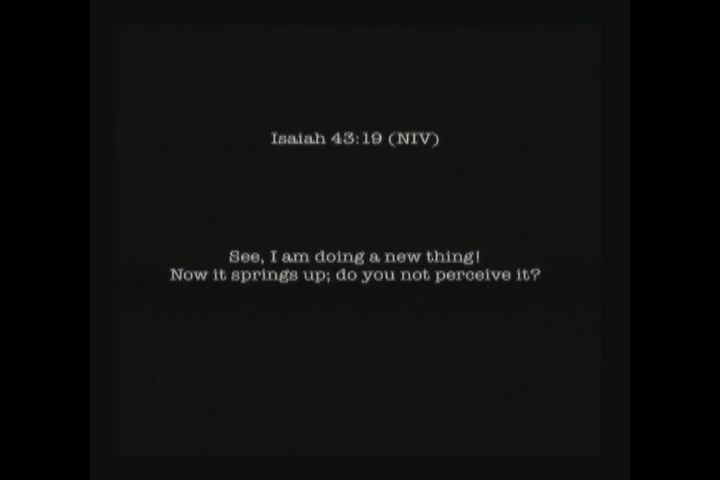 Isaiah 43:19 (NIV)
See, I am doing a new thing!
Now it springs up; do you not perceive it?